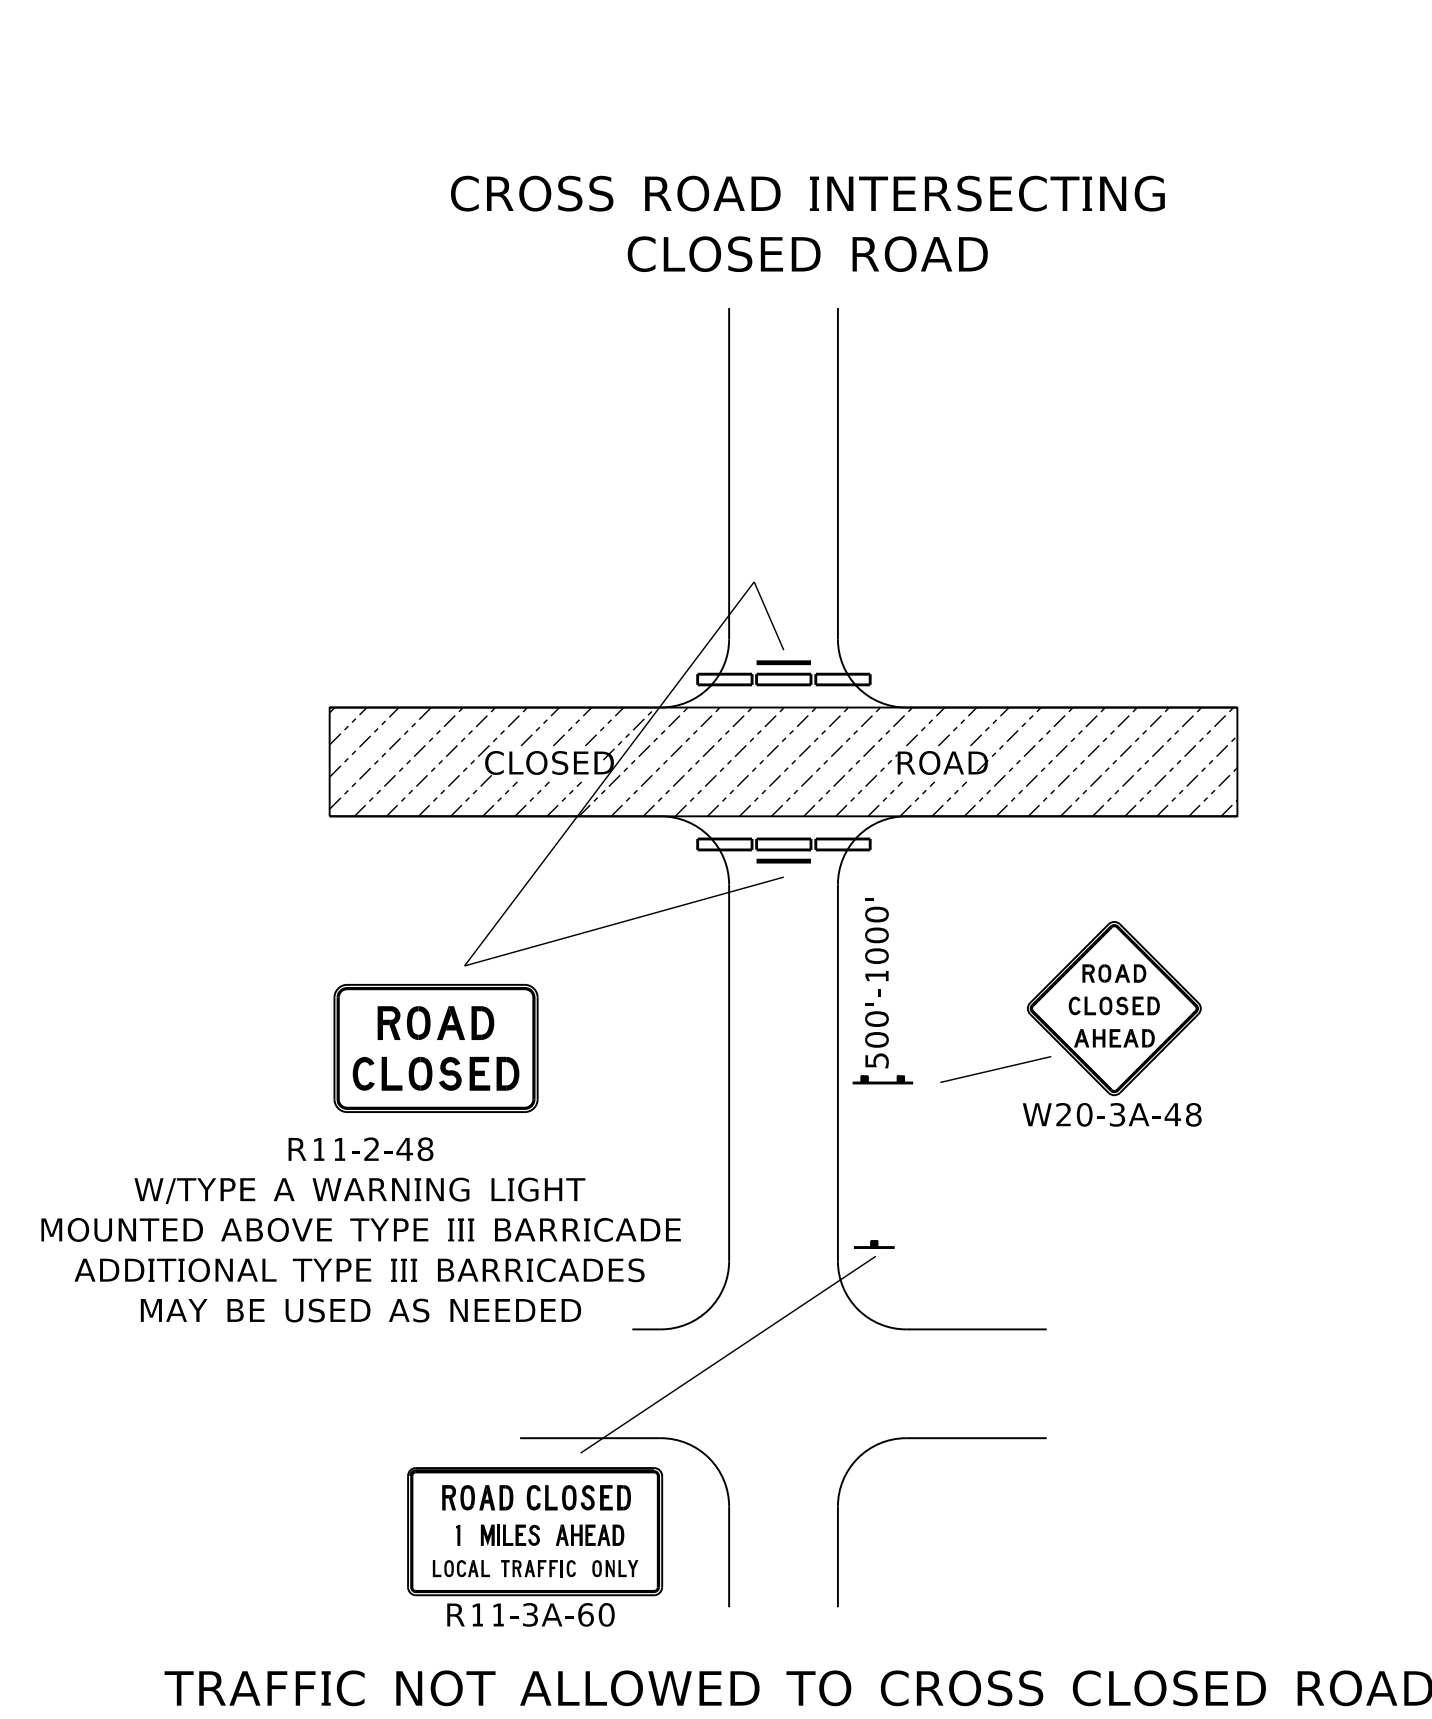 CROSS ROAD INTERSECTING
CLOSED ROAD
CLOSED ROAD
500'-1000'
ROAD
CLOSED
AHEAD
W20-3A-48
ROAD
CLOSED
R11-2-48
W/TYPE A WARNING LIGHT
MOUNTED ABOVE TYPE III BARRICADE
ADDITIONAL TYPE III BARRICADES
MAY BE USED AS NEEDED
ROAD CLOSED
1 MILES AHEAD
LOCAL TRAFFIC ONLY
R11-3A-60
TRAFFIC NOT ALLOWED TO CROSS CLOSED ROAD